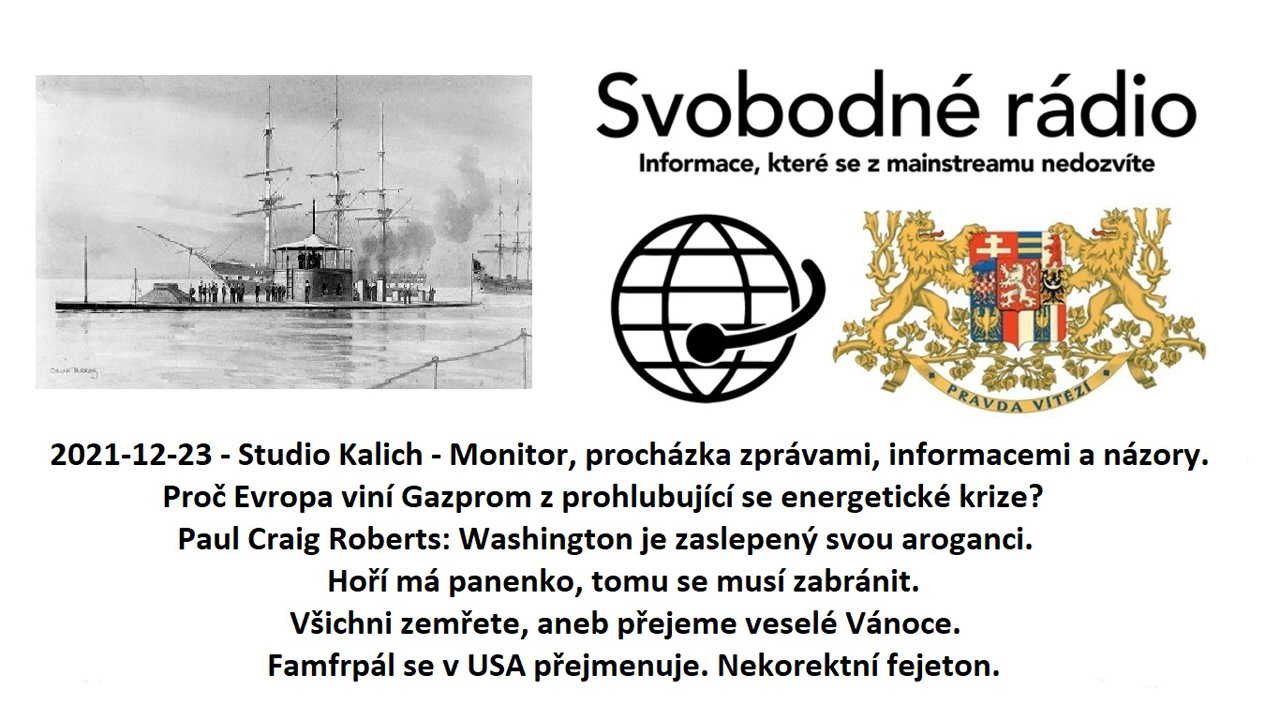 Svobodné rádio
Informace, které se z mainstreamu nedozvíte
PRAVDA VÍTĚZÍ
2021-12-23 - Studio Kalich - Monitor, procházka zprávami, informacemi a názory.
Proč Evropa viní Gazprom z prohlubující se energetické krize?
Paul Craig Roberts: Washington je zaslepený svou arogancí.
Hoří má panenko, tomu se musí zabránit.
Všichni zemřete, aneb přejeme veselé Vánoce.
Famfrpál se v USA přejmenuje. Nekorektní fejeton.